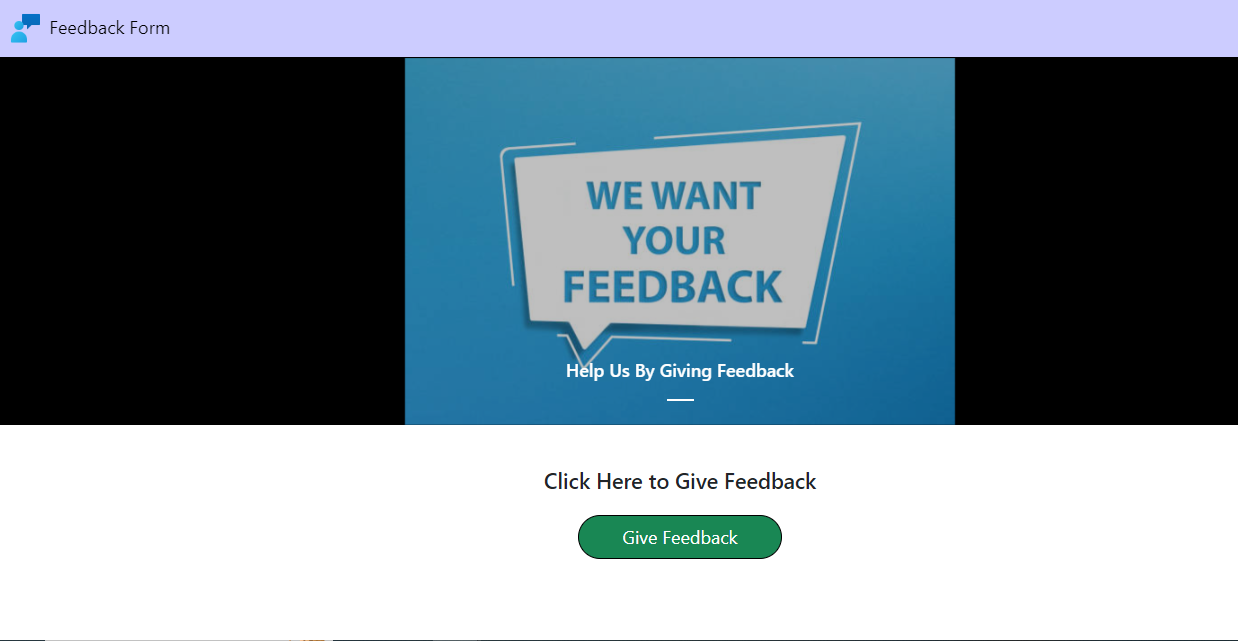 Feedback Form
WE WANT
YOUR
FEEDBACK
Help Us By Giving Feedback
Click Here to Give Feedback
Give Feedback